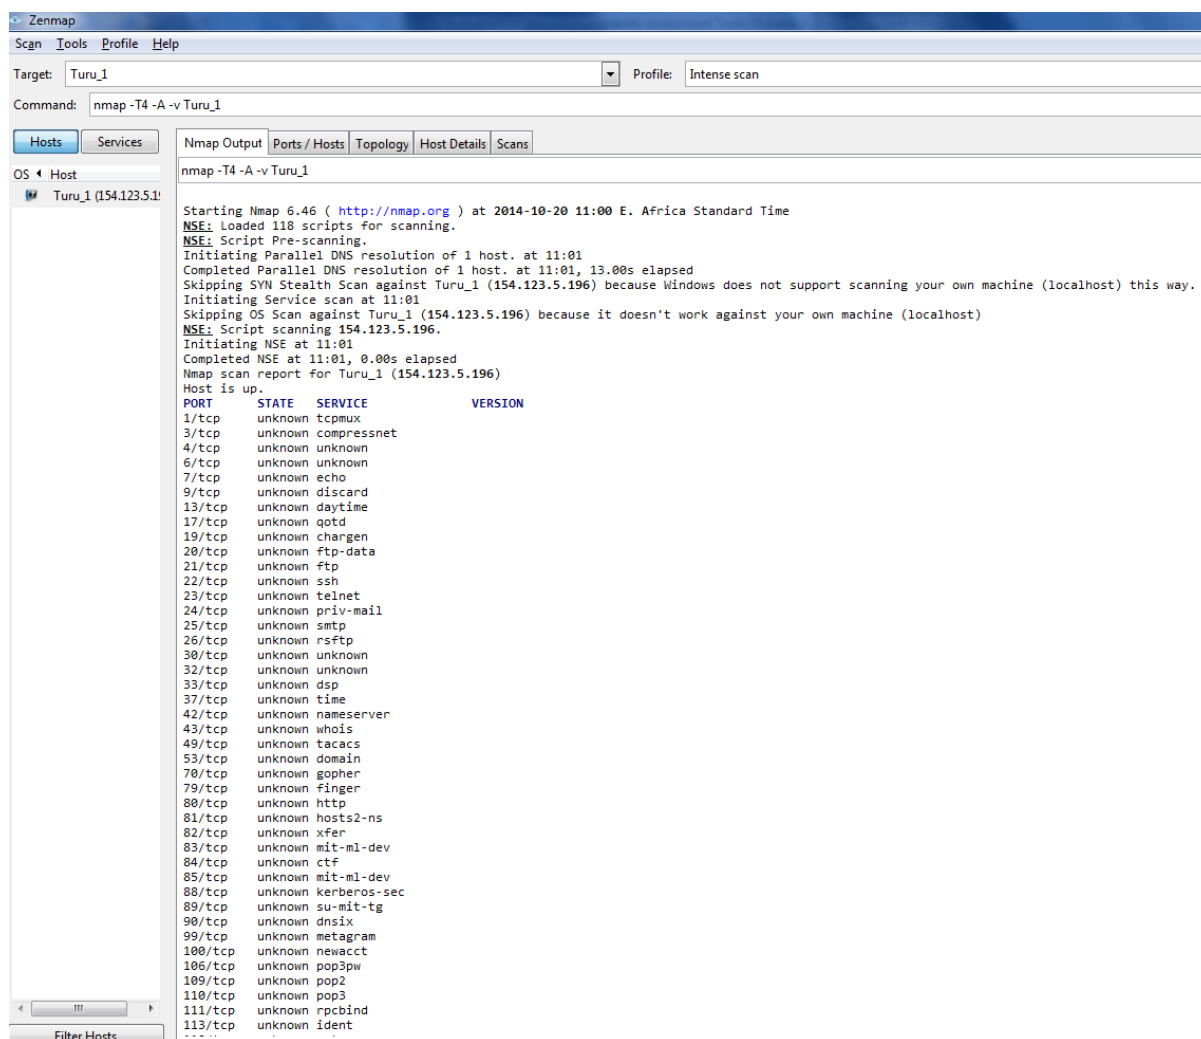 Zenmap
Scan Tools Profile Help
Target: Turu_1 Profile: Intense scan
Command: nmap -T4 -A -v Turu_1
Hosts Services Nmap Output Ports / Hosts Topology Host Details Scans
OS Host
nmap -T4 -A -v Turu_1
Turu_1 (154.123.5.1
Starting Nmap 6.46 ( http://nmap.org ) at 2014-10-20 11:00 E. Africa Standard Time
NSE: Loaded 118 scripts for scanning.
NSE: Script Pre-scanning.
Initiating Parallel DNS resolution of 1 host. at 11:01
Completed Parallel DNS resolution of 1 host. at 11:01, 13.00s elapsed
Skipping SYN Stealth Scan against Turu_1 (154.123.5.196) because Windows does not support scanning your own machine (localhost) this way.
Initiating Service scan at 11:01
Skipping OS Scan against Turu_1 (154.123.5.196) because it doesn't work against your own machine (localhost)
NSE: Script scanning 154.123.5.196.
Initiating NSE at 11:01
Completed NSE at 11:01, 0.00s elapsed
Nmap scan report for Turu_1 (154.123.5.196)
Host is up.
PORT STATE SERVICE VERSION
1/tcp unknown tcpmux
3/tcp unknown compressnet
4/tcp unknown unknown
6/tcp unknown unknown
7/tcp unknown echo
9/tcp unknown discard
13/tcp unknown daytime
17/tcp unknown qotd
19/tcp unknown chargen
20/tcp unknown ftp-data
21/tcp unknown ftp
22/tcp unknown ssh
23/tcp unknown telnet
24/tcp unknown priv-mail
25/tcp unknown smtp
26/tcp unknown rsftp
30/tcp unknown unknown
32/tcp unknown unknown
33/tcp unknown dsp
37/tcp unknown time
42/tcp unknown nameserver
43/tcp unknown whois
49/tcp unknown tacacs
53/tcp unknown domain
70/tcp unknown gopher
79/tcp unknown finger
80/tcp unknown http
81/tcp unknown hosts2-ns
82/tcp unknown xfer
83/tcp unknown mit-ml-dev
84/tcp unknown ctf
85/tcp unknown mit-ml-dev
88/tcp unknown kerberos-sec
89/tcp unknown su-mit-tg
90/tcp unknown dnsix
99/tcp unknown metagram
100/tcp unknown newacct
106/tcp unknown pop3pw
109/tcp unknown pop2
110/tcp unknown pop3
111/tcp unknown rpcbind
113/tcp unknown ident
Filter Hosts